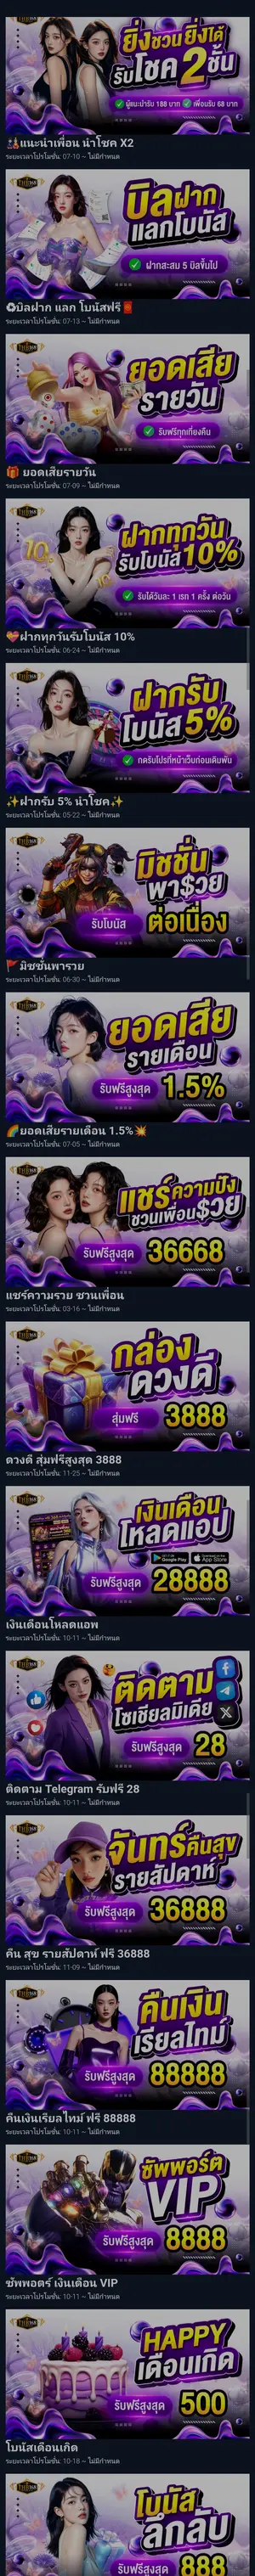 ยิ่งชวนยิ่งได้
รับโชค 2 ชั้น
ผู้แนะนำรับ 188 บาท เพื่อนรับ 68 บาท
แนะนำเพื่อน นำโชค X2
ระยะเวลาโปรโมชั่น: 07-10 ~ ไม่มีกำหนด
บิลฝาก
แลกโบนัส
ฝากสะสม 5 บิลขึ้นไป
♻บิลฝาก แลก โบนัสฟรี🧧
ระยะเวลาโปรโมชั่น: 07-13 ~ ไม่มีกำหนด
ยอดเสีย
รายวัน
รับฟรีทุกเที่ยงคืน
🎁 ยอดเสียรายวัน
ระยะเวลาโปรโมชั่น: 07-09 ~ ไม่มีกำหนด
10%
ฝากทุกวัน
รับโบนัส10%
รับได้วันละ 1 เรท 1 ครั้ง ต่อวัน
💝ฝากทุกวันรับโบนัส 10%
ระยะเวลาโปรโมชั่น: 06-24 ~ ไม่มีกำหนด
ฝากรับ
โบนัส5%
กดรับโปรที่หน้าเว็บก่อนเดิมพัน
✨ฝากรับ 5% นำโชค✨
ระยะเวลาโปรโมชั่น: 05-22 ~ ไม่มีกำหนด
มิชชั่น
พา$วย
รับโบนัส ต่อเนื่อง
🚩มิชชั่นพารวย
ระยะเวลาโปรโมชั่น: 06-30 ~ ไม่มีกำหนด
ยอดเสีย
รายเดือน
รับฟรีสูงสุด 1.5%
🌈ยอดเสียรายเดือน 1.5%💥
ระยะเวลาโปรโมชั่น: 07-05 ~ ไม่มีกำหนด
แชร์ความปัง
ชวนเพื่อน$วย
รับฟรีสูงสุด 36668
แชร์ความรวย ชวนเพื่อน
ระยะเวลาโปรโมชั่น: 03-16 ~ ไม่มีกำหนด
กล่อง
ดวงดี
สุ่มฟรี 3888
ดวงดี สุ่มฟรีสูงสุด 3888
ระยะเวลาโปรโมชั่น: 11-25 ~ ไม่มีกำหนด
เงินเดือน
โหลดแอป
Google Play App Store
รับฟรีสูงสุด 28888
เงินเดือนโหลดแอพ
ระยะเวลาโปรโมชั่น: 10-11 ~ ไม่มีกำหนด
ติดตาม
โซเชียลมีเดีย
รับฟรีสูงสุด 28
ติดตาม Telegram รับฟรี 28
ระยะเวลาโปรโมชั่น: 10-11 ~ ไม่มีกำหนด
จันทร์คืนสุข
รายสัปดาห์
รับฟรีสูงสุด 36888
คืน สุข รายสัปดาห์ ฟรี 36888
ระยะเวลาโปรโมชั่น: 11-09 ~ ไม่มีกำหนด
คืนเงิน
เรียลไทม์
รับฟรีสูงสุด 88888
คืนเงินเรียลไทม์ ฟรี 88888
ระยะเวลาโปรโมชั่น: 10-11 ~ ไม่มีกำหนด
ซัพพอร์ต
VIP
รับฟรีสูงสุด 8888
ซัพพอตร์ เงินเดือน VIP
ระยะเวลาโปรโมชั่น: 10-11 ~ ไม่มีกำหนด
HAPPY
เดือนเกิด
รับฟรีสูงสุด 500
โบนัสเดือนเกิด
ระยะเวลาโปรโมชั่น: 10-18 ~ ไม่มีกำหนด
โบนัส
ลึกลับ
รับฟรีสูงสุด 888